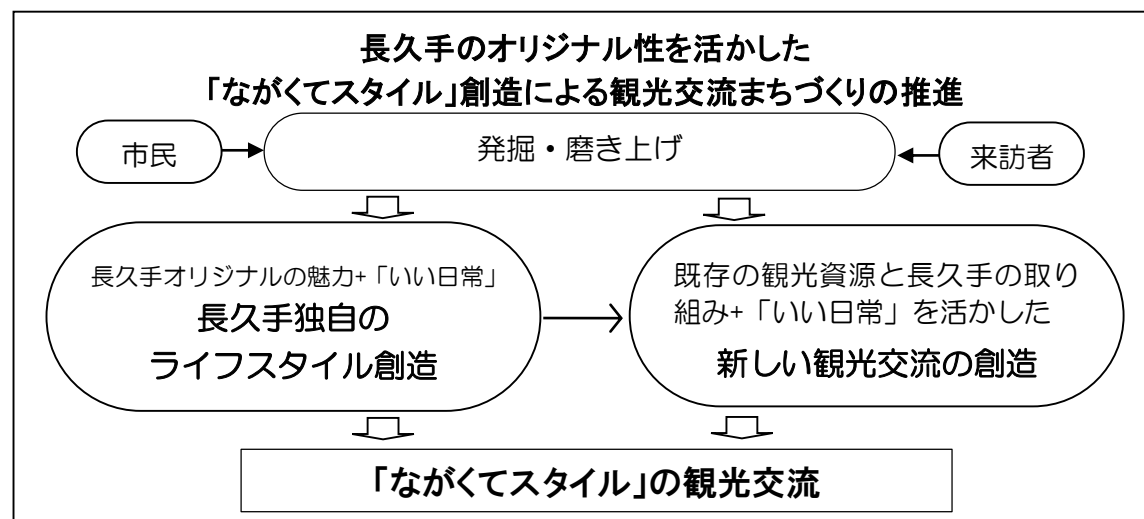 長久手のオリジナル性を活かした
「ながくてスタイル」創造による観光交流まちづくりの推進
市民
発掘・磨き上げ
来訪者
長久手オリジナルの魅力+「いい日常」
長久手独自の
ライフスタイル創造
既存の観光資源と長久手の取り
組み+「いい日常」を活かした
新しい観光交流の創造
「ながくてスタイル」の観光交流